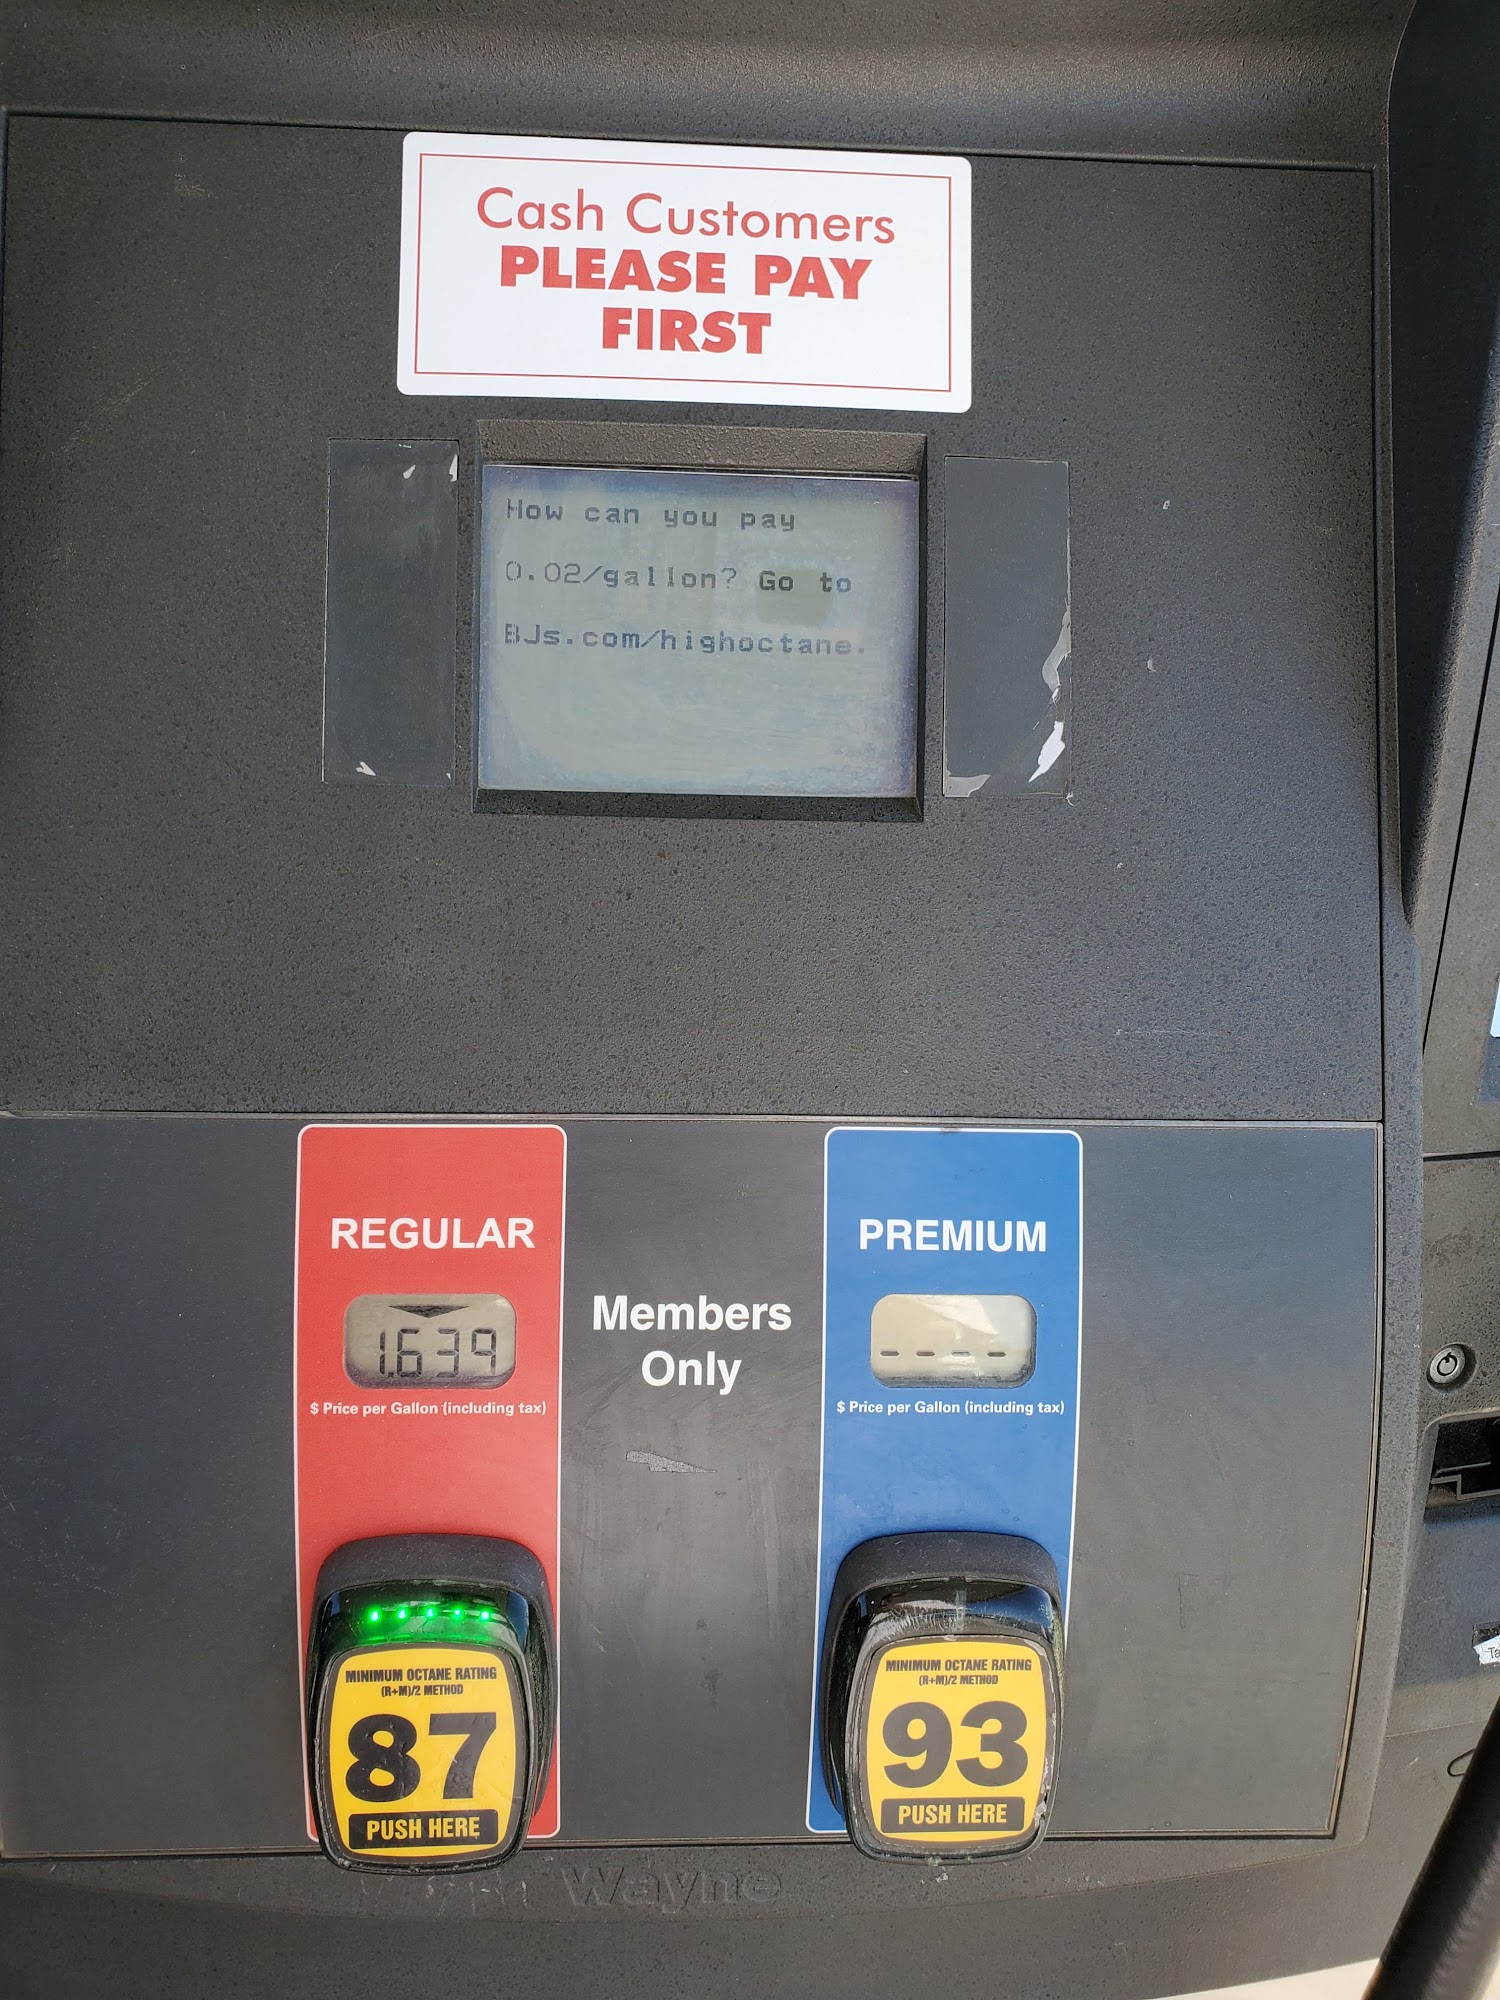 Cash Customers
PLEASE PAY
FIRST
How can you pay
0.02/gallon? Go to
BJs.com/highoctane.
REGULAR
1.639
$ Price per Gallon (including tax)
Members
Only
PREMIUM
- - - -
$ Price per Gallon (including tax)
MINIMUM OCTANE RATING
(R+M)/2 METHOD
87
PUSH HERE
MINIMUM OCTANE RATING
(R+M)/2 METHOD
93
PUSH HERE
Wayne